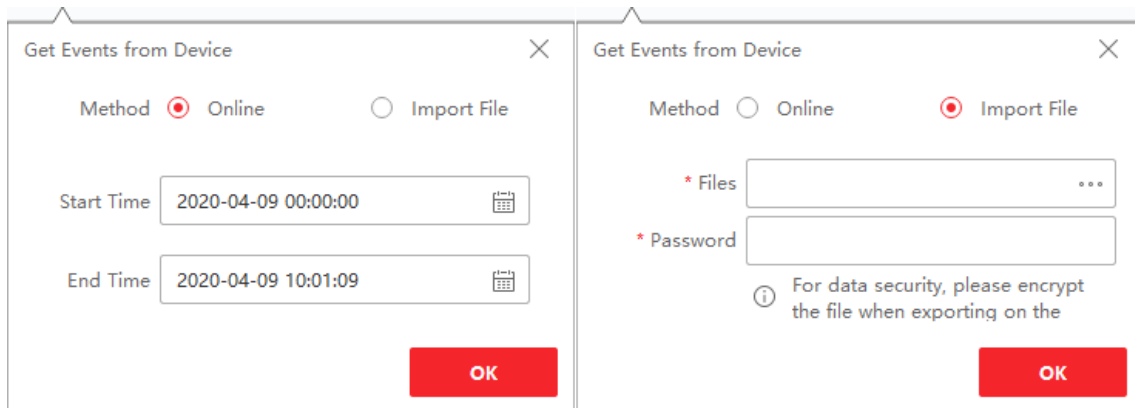 Get Events from Device
Method Online Import File
Start Time 2020-04-09 00:00:00
End Time 2020-04-09 10:01:09
OK
Get Events from Device
Method Online Import File
* Files
* Password
For data security, please encrypt
the file when exporting on the
OK